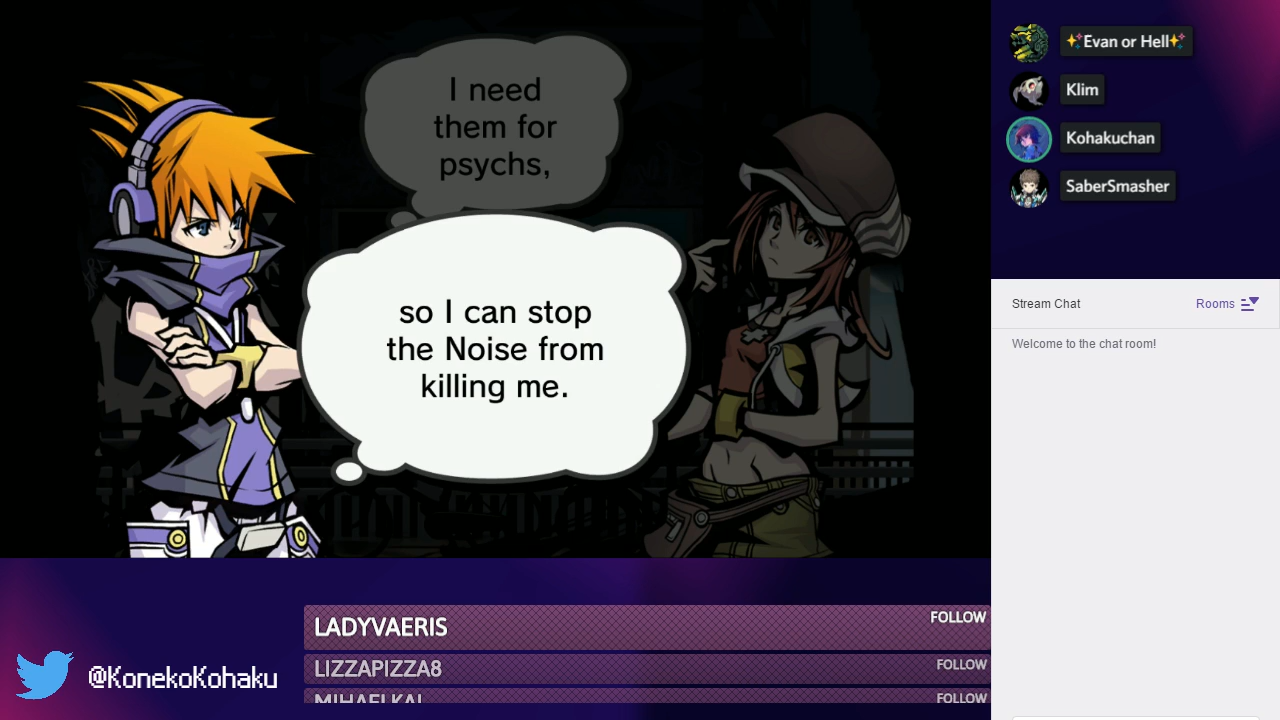 I need
them for
psychs,
so I can stop
the Noise from
killing me.
✨Evan or Hell✨
Klim
Kohakuchan
SaberSmasher
Stream Chat
Rooms
Welcome to the chat room!
@KonekoKohaku
LADYVAERIS FOLLOW
LIZZAPIZZA8 FOLLOW
MIHAELKAL FOLLOW